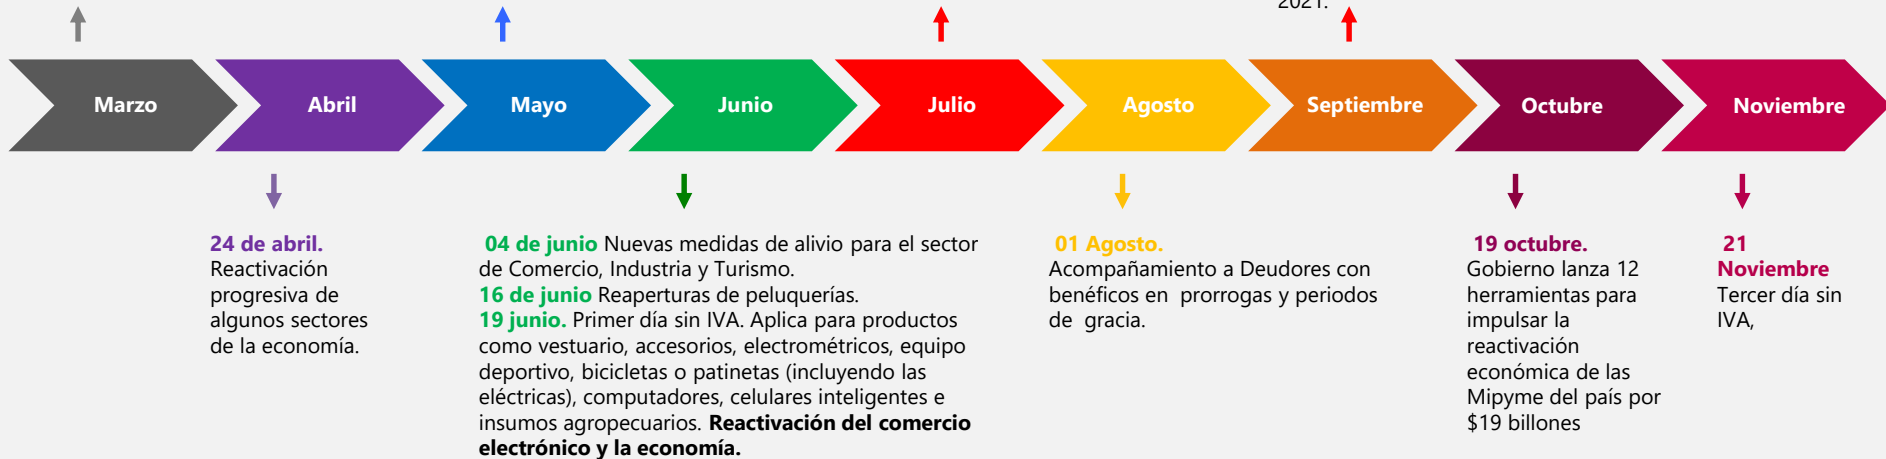 2021.
Marzo
Abril
Mayo
Junio
Julio
Agosto
Septiembre
Octubre
Noviembre
24 de abril.
Reactivación
progresiva de
algunos sectores
de la economía.
04 de junio Nuevas medidas de alivio para el sector
de Comercio, Industria y Turismo.
16 de junio Reaperturas de peluquerías.
19 junio. Primer día sin IVA. Aplica para productos
como vestuario, accesorios, electrométricos, equipo
deportivo, bicicletas o patinetas (incluyendo las
eléctricas), computadores, celulares inteligentes e
insumos agropecuarios. Reactivación del comercio
electrónico y la economía.
01 Agosto.
Acompañamiento a Deudores con
benéficos en prorrogas y periodos
de gracia.
19 octubre.
Gobierno lanza 12
herramientas para
impulsar la
reactivación
económica de las
Mipyme del país por
$19 billones
21
Noviembre
Tercer día sin
IVA,